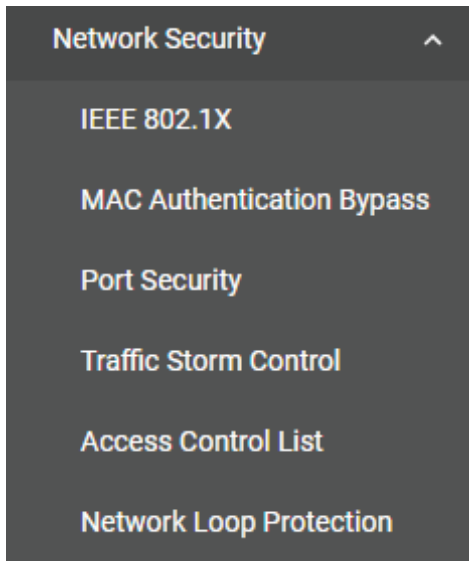 Network Security
IEEE 802.1X
MAC Authentication Bypass
Port Security
Traffic Storm Control
Access Control List
Network Loop Protection